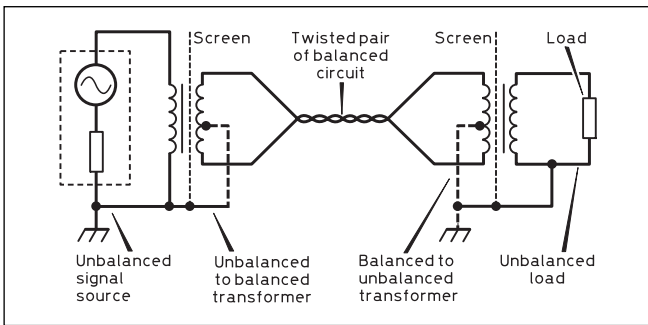 Screen
Twisted pair
of balanced
circuit
Screen
Load
Unbalanced
signal
source
Unbalanced
to balanced
transformer
Balanced to
unbalanced
transformer
Unbalanced
load